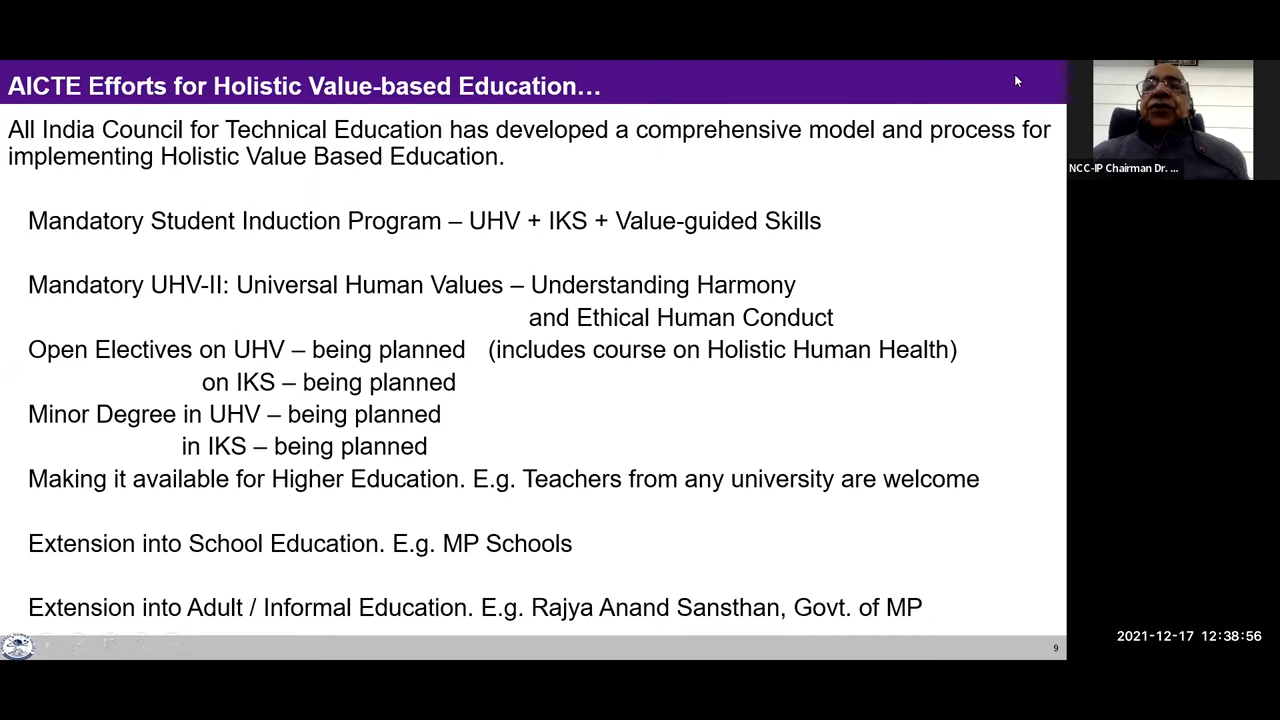 AICTE Efforts for Holistic Value-based Education…
All India Council for Technical Education has developed a comprehensive model and process for
implementing Holistic Value Based Education.
Mandatory Student Induction Program – UHV + IKS + Value-guided Skills
Mandatory UHV-II: Universal Human Values – Understanding Harmony
and Ethical Human Conduct
Open Electives on UHV – being planned (includes course on Holistic Human Health)
on IKS – being planned
Minor Degree in UHV – being planned
in IKS – being planned
Making it available for Higher Education. E.g. Teachers from any university are welcome
Extension into School Education. E.g. MP Schools
Extension into Adult / Informal Education. E.g. Rajya Anand Sansthan, Govt. of MP
9
NCC-IP Chairman Dr. ...
2021-12-17 12:38:56